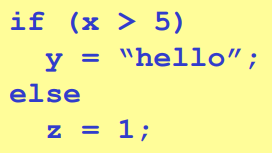 if (x > 5)
  y = “hello”;
else
  z = 1;